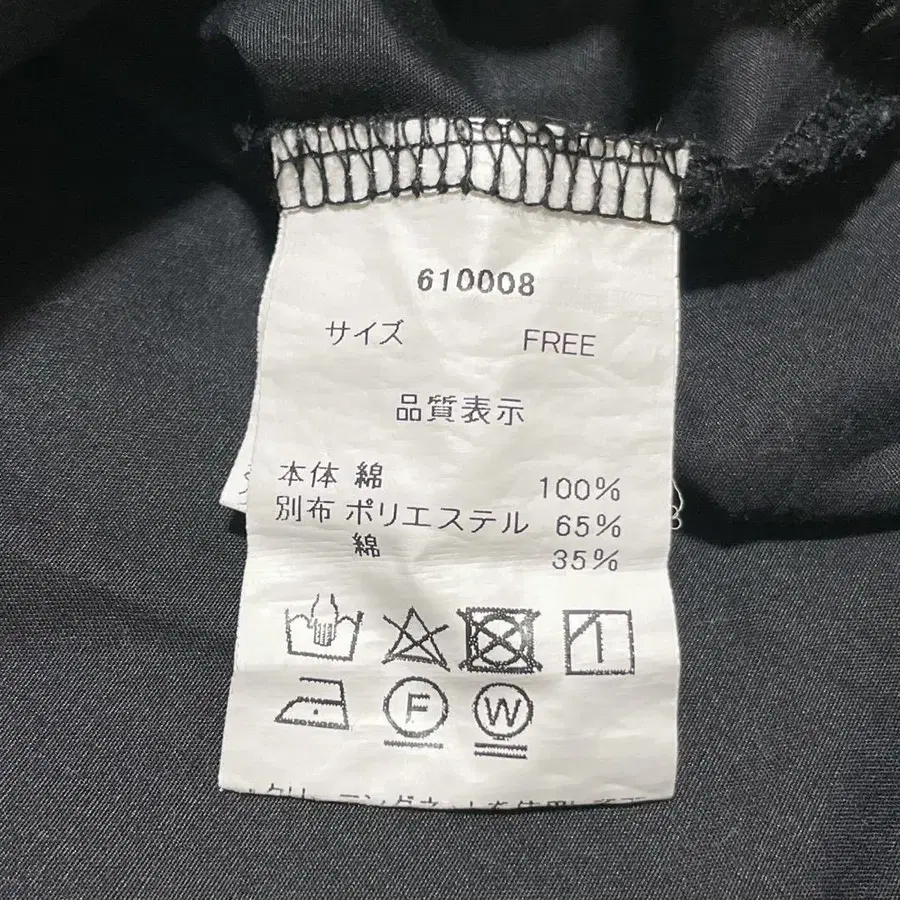 610008
サイズ FREE
品質表示
本体 綿 100%
別布 ポリエステル 65%
綿 35%
F W